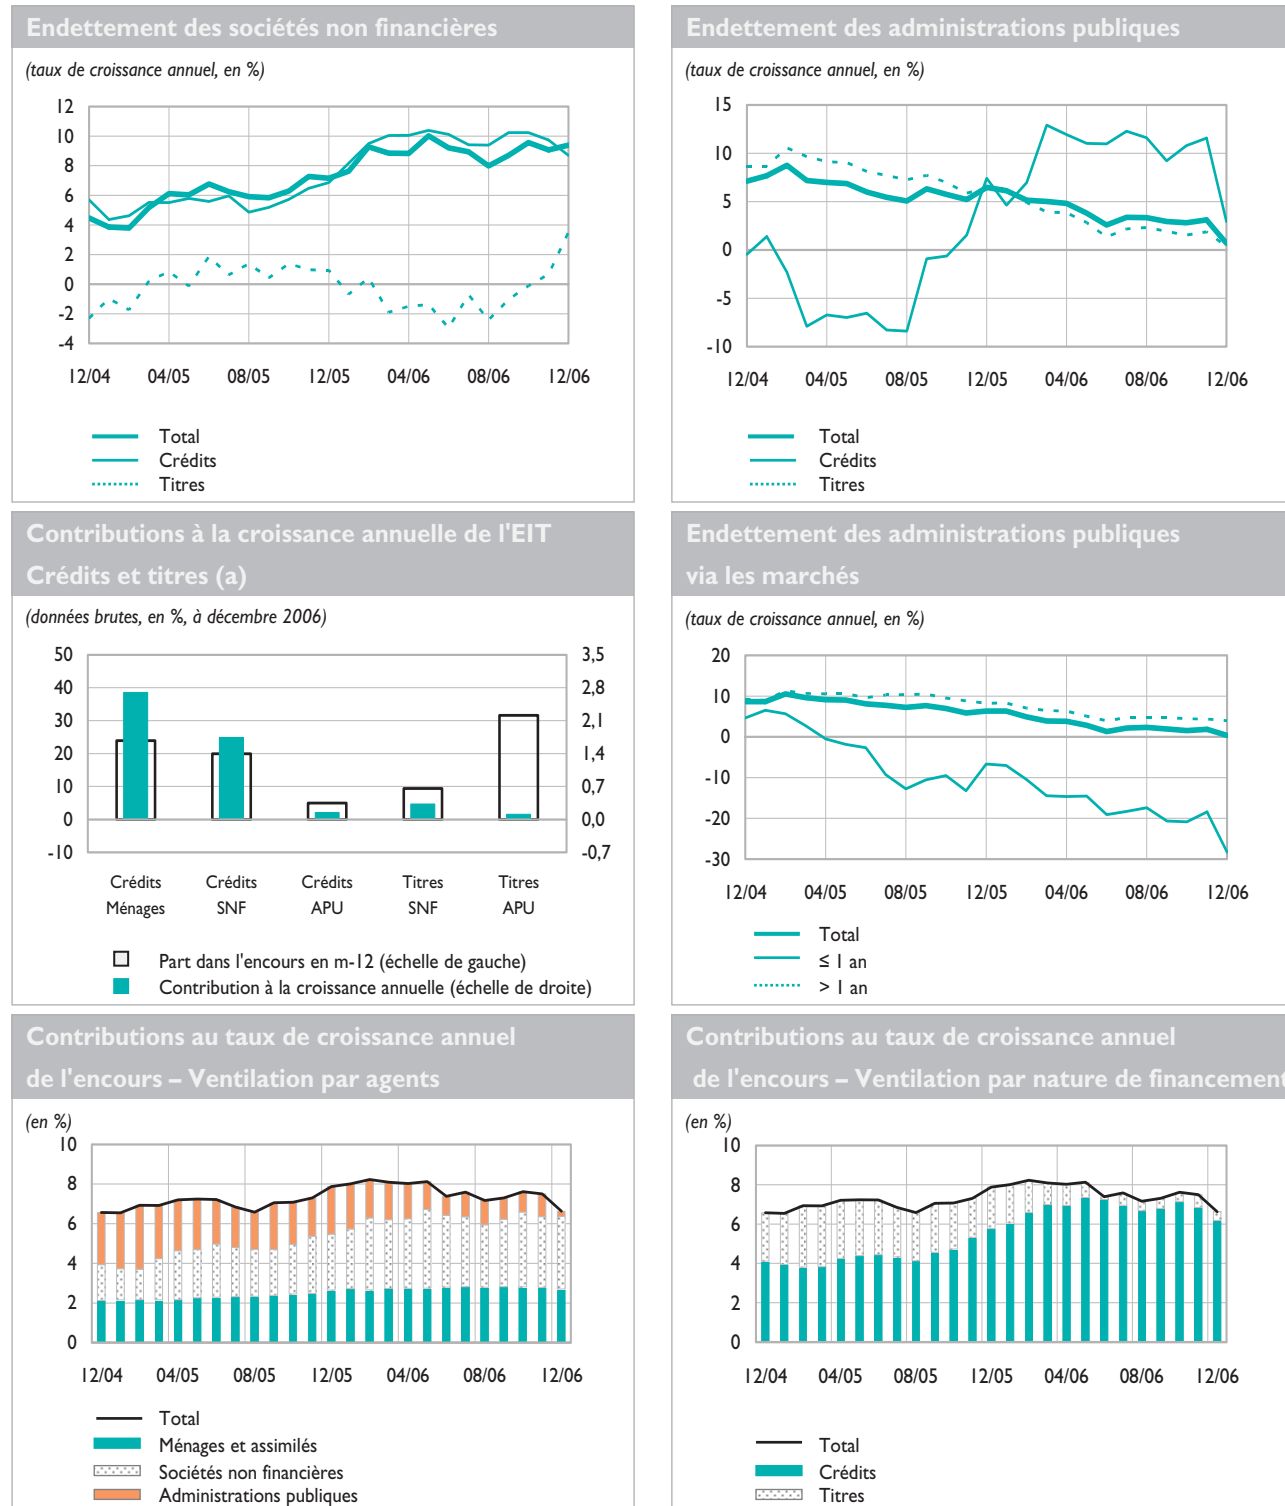 Endettement des sociétés non financières
(taux de croissance annuel, en %)
12
10
8
6
4
2
0
-2
-4
12/04 04/05 08/05 12/05 04/06 08/06 12/06
Total
Crédits
Titres
Endettement des administrations publiques
(taux de croissance annuel, en %)
15
10
5
0
-5
-10
12/04 04/05 08/05 12/05 04/06 08/06 12/06
Total
Crédits
Titres
Contributions à la croissance annuelle de l'EIT
Crédits et titres (a)
(données brutes, en %, à décembre 2006)
50 3,5
40 2,8
30 2,1
20 1,4
10 0,7
0 0,0
-10 -0,7
Crédits Crédits Crédits Titres Titres
Ménages SNF APU SNF APU
Part dans l'encours en m-12 (échelle de gauche)
Contribution à la croissance annuelle (échelle de droite)
Endettement des administrations publiques
via les marchés
(taux de croissance annuel, en %)
20
10
0
-10
-20
-30
12/04 04/05 08/05 12/05 04/06 08/06 12/06
Total
≤ 1 an
> 1 an
Contributions au taux de croissance annuel
de l'encours – Ventilation par agents
(en %)
10
8
6
4
2
0
12/04 04/05 08/05 12/05 04/06 08/06 12/06
Total
Ménages et assimilés
Sociétés non financières
Administrations publiques
Contributions au taux de croissance annuel
de l'encours – Ventilation par nature de financement
(en %)
10
8
6
4
2
0
12/04 04/05 08/05 12/05 04/06 08/06 12/06
Total
Crédits
Titres